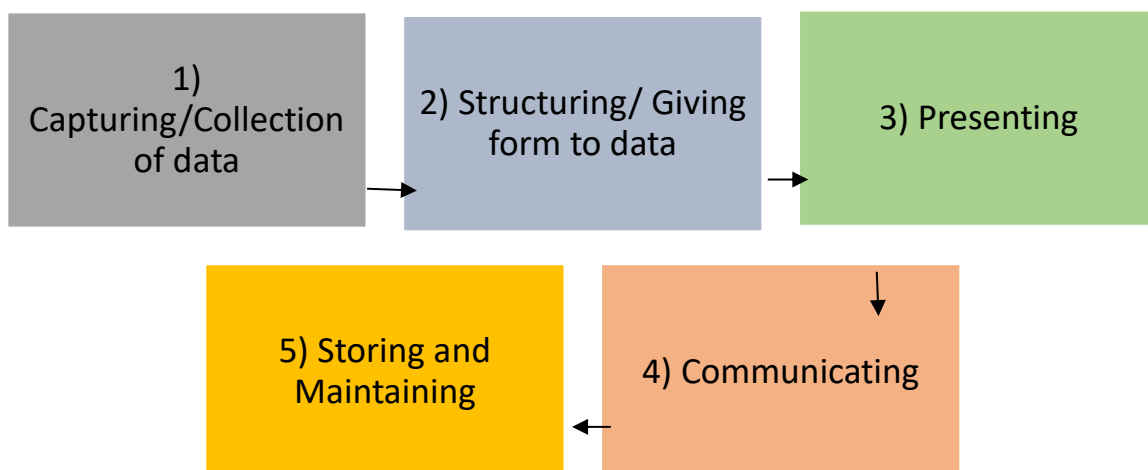 1)
Capturing/Collection
of data
2) Structuring/ Giving
form to data
3) Presenting
4) Communicating
5) Storing and
Maintaining